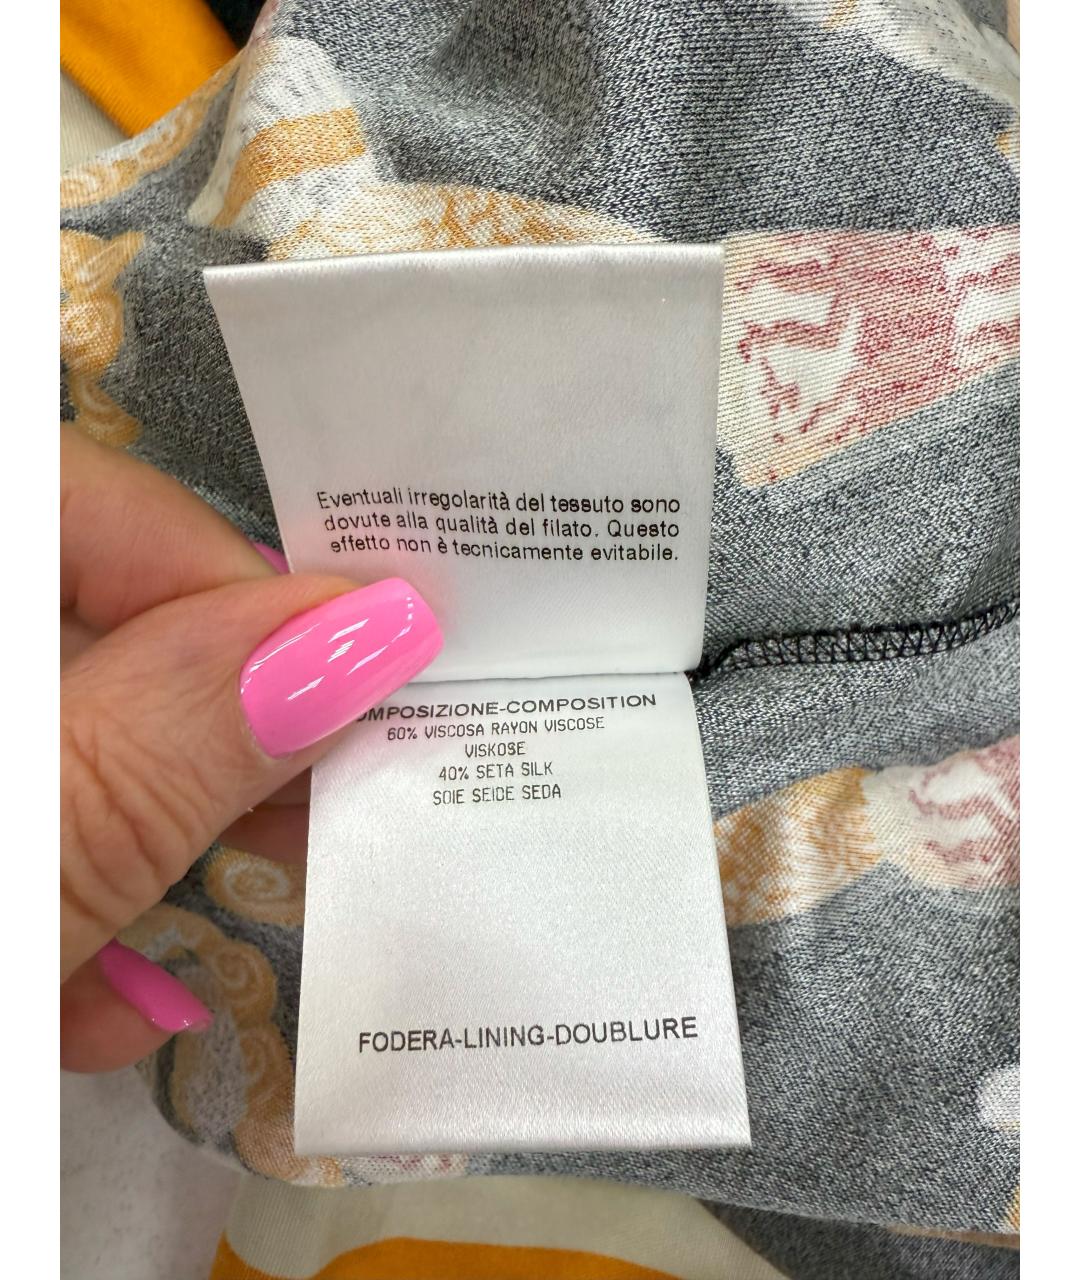 Eventuali irregolarità del tessuto sono
dovute alla qualità del filato. Questo
effetto non è tecnicamente evitabile.
OMPOSIZIONE-COMPOSITION
60% VISCOSA RAYON VISCOSE
VISKOSE
40% SETA SILK
SOIE SEIDE SEDA
FODERA-LINING-DOUBLURE